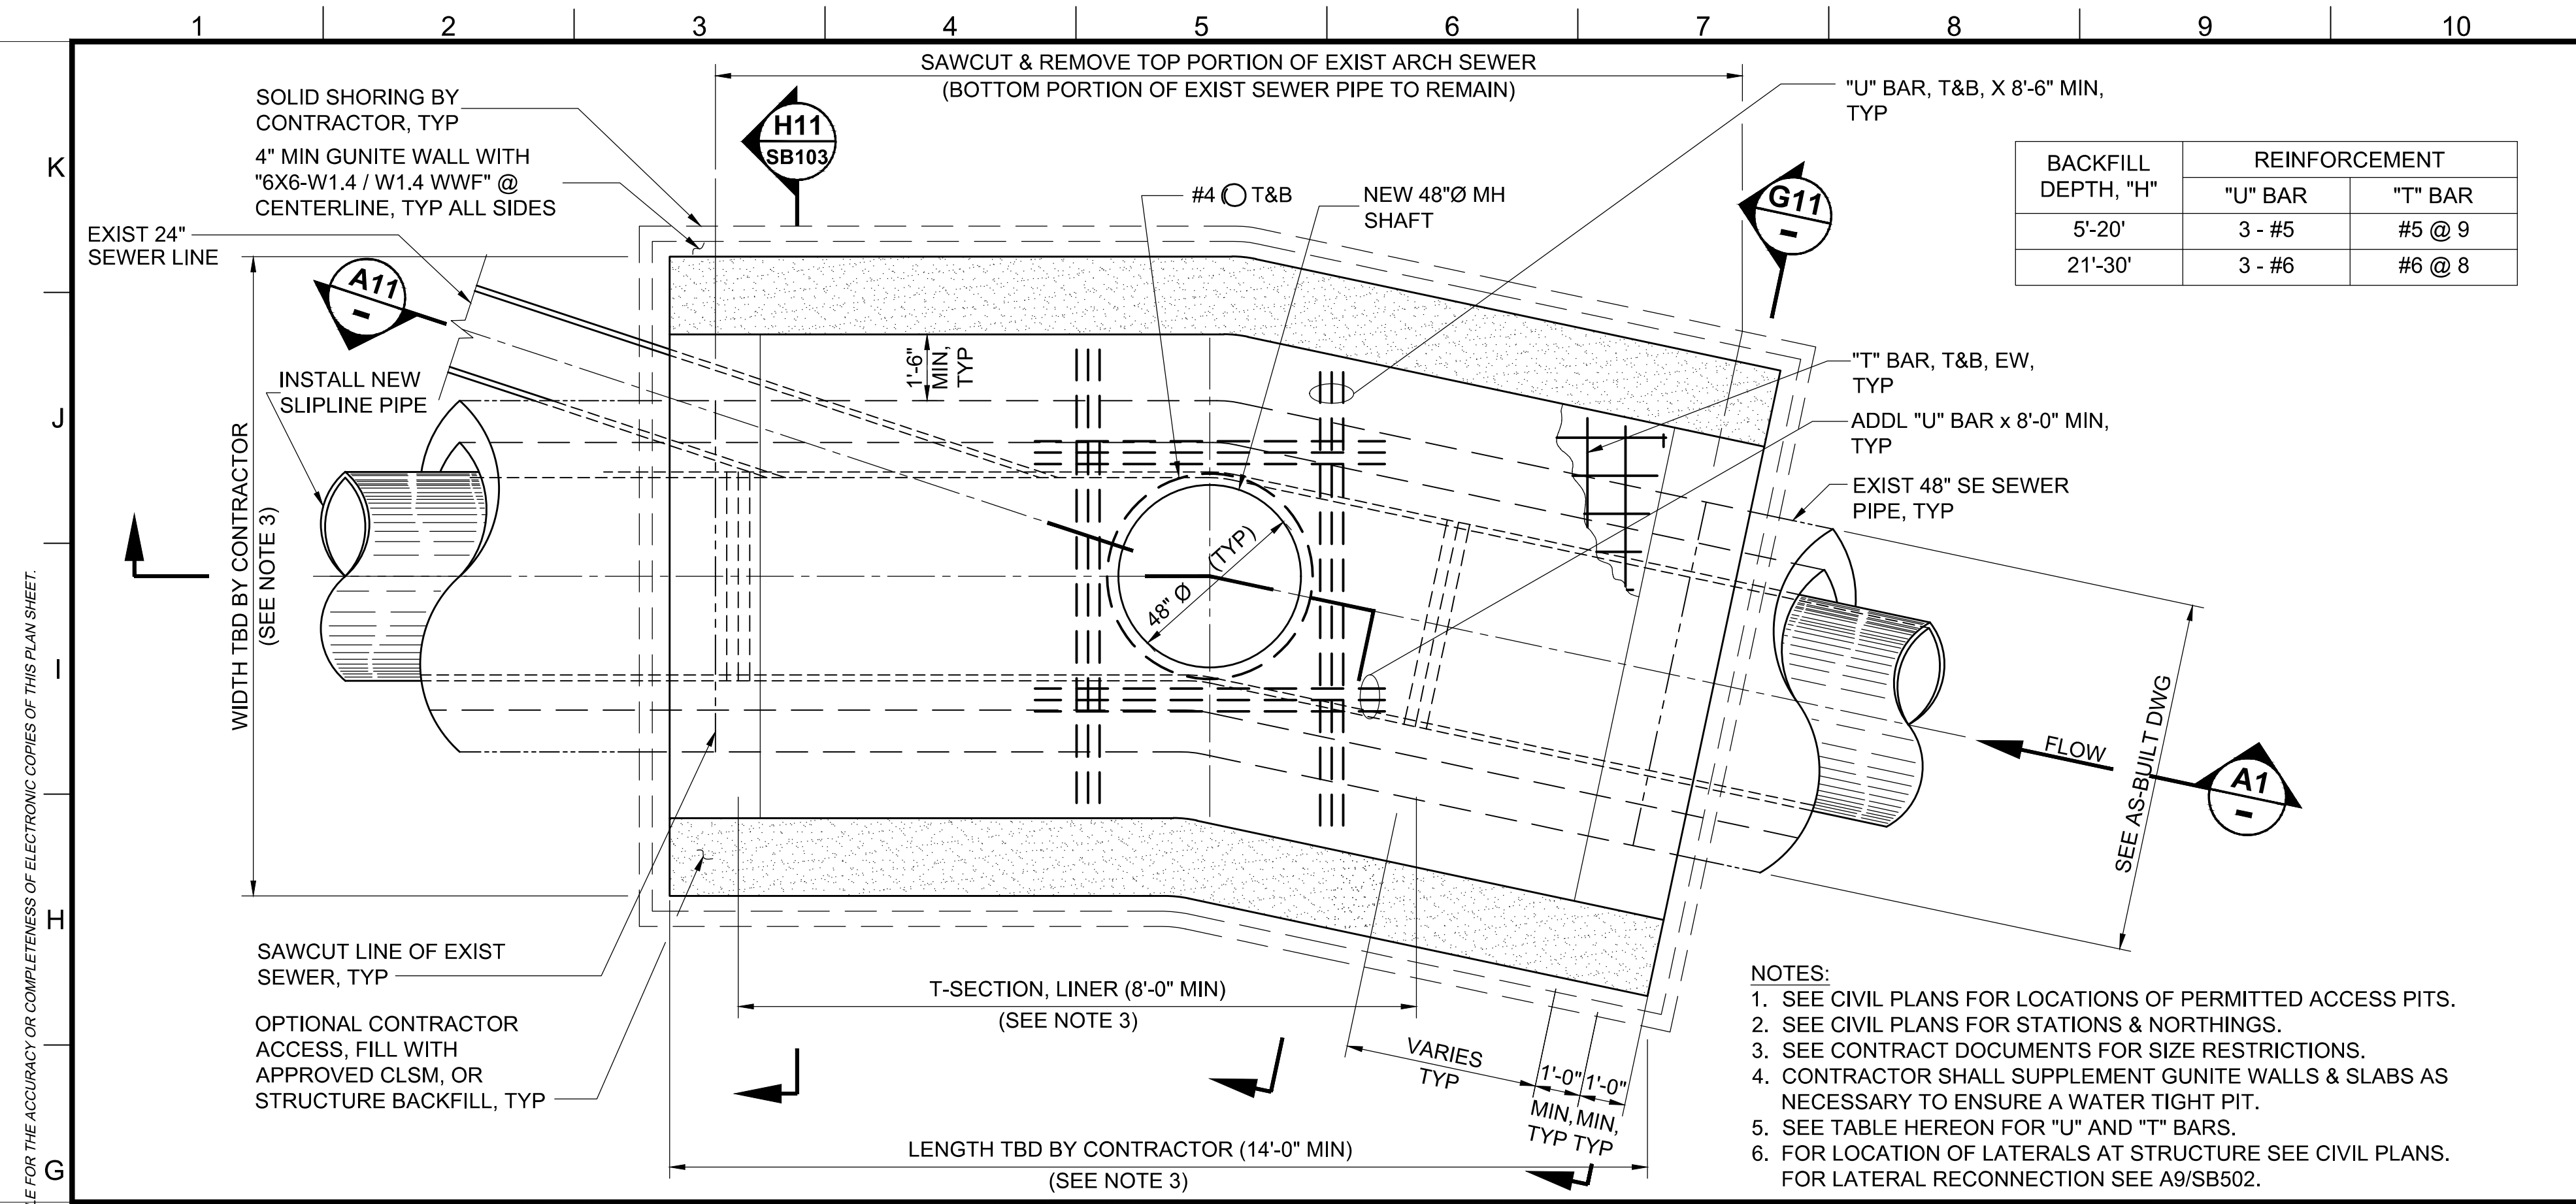 1 2 3 4 5 6 7 8 9 10
K
J
I
H
G
SAWCUT & REMOVE TOP PORTION OF EXIST ARCH SEWER
(BOTTOM PORTION OF EXIST SEWER PIPE TO REMAIN)
SOLID SHORING BY
CONTRACTOR, TYP
4" MIN GUNITE WALL WITH
"6X6-W1.4 / W1.4 WWF" @
CENTERLINE, TYP ALL SIDES
EXIST 24"
SEWER LINE
H11
SB103
#4 T&B
NEW 48"Ø MH
SHAFT
"U" BAR, T&B, X 8'-6" MIN,
TYP
G11
-
BACKFILL
DEPTH, "H"
REINFORCEMENT
"U" BAR "T" BAR
5'-20' 3 - #5 #5 @ 9
21'-30' 3 - #6 #6 @ 8
A11
-
INSTALL NEW
SLIPLINE PIPE
1'-6"
MIN,
TYP
"T" BAR, T&B, EW,
TYP
ADDL "U" BAR x 8'-0" MIN,
TYP
EXIST 48" SE SEWER
PIPE, TYP
WIDTH TBD BY CONTRACTOR
(SEE NOTE 3)
48" Ø
(TYP)
FLOW
SEE AS-BUILT DWG
A1
-
SAWCUT LINE OF EXIST
SEWER, TYP
OPTIONAL CONTRACTOR
ACCESS, FILL WITH
APPROVED CLSM, OR
STRUCTURE BACKFILL, TYP
T-SECTION, LINER (8'-0" MIN)
(SEE NOTE 3)
VARIES
TYP
1'-0" 1'-0"
MIN, MIN,
TYP TYP
LENGTH TBD BY CONTRACTOR (14'-0" MIN)
(SEE NOTE 3)
NOTES:
1. SEE CIVIL PLANS FOR LOCATIONS OF PERMITTED ACCESS PITS.
2. SEE CIVIL PLANS FOR STATIONS & NORTHINGS.
3. SEE CONTRACT DOCUMENTS FOR SIZE RESTRICTIONS.
4. CONTRACTOR SHALL SUPPLEMENT GUNITE WALLS & SLABS AS
NECESSARY TO ENSURE A WATER TIGHT PIT.
5. SEE TABLE HEREON FOR "U" AND "T" BARS.
6. FOR LOCATION OF LATERALS AT STRUCTURE SEE CIVIL PLANS.
FOR LATERAL RECONNECTION SEE A9/SB502.
FOR THE ACCURACY OR COMPLETENESS OF ELECTRONIC COPIES OF THIS PLAN SHEET.